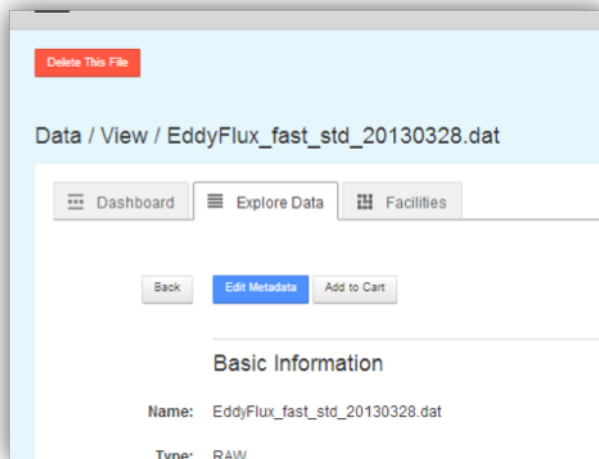 Delete This File
Data / View / EddyFlux_fast_std_20130328.dat
Dashboard Explore Data Facilities
Back Edit Metadata Add to Cart
Basic Information
Name: EddyFlux_fast_std_20130328.dat
Type: RAW